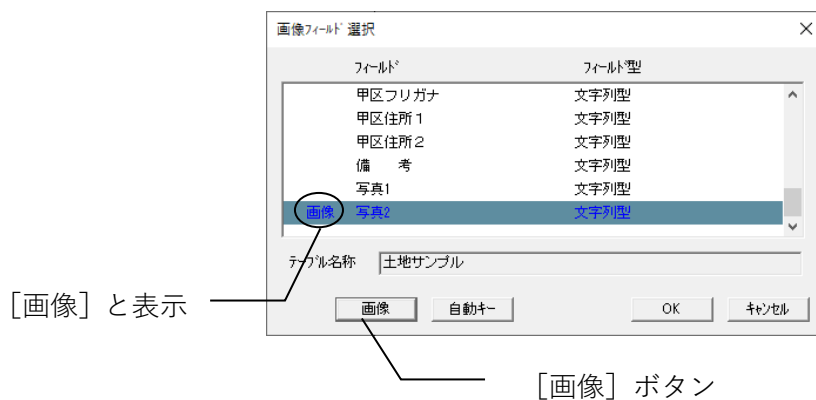 画像ﾌｨｰﾙﾄﾞ選択
ﾌｨｰﾙﾄﾞ ﾌｨｰﾙﾄﾞ型
甲区フリガナ 文字列型
甲区住所1 文字列型
甲区住所2 文字列型
備　考 文字列型
写真1 文字列型
画像 写真2 文字列型
ﾃｰﾌﾞﾙ名称 土地サンプル
［画像］と表示
画像 自動ｷｰ OK ｷｬﾝｾﾙ
［画像］ボタン